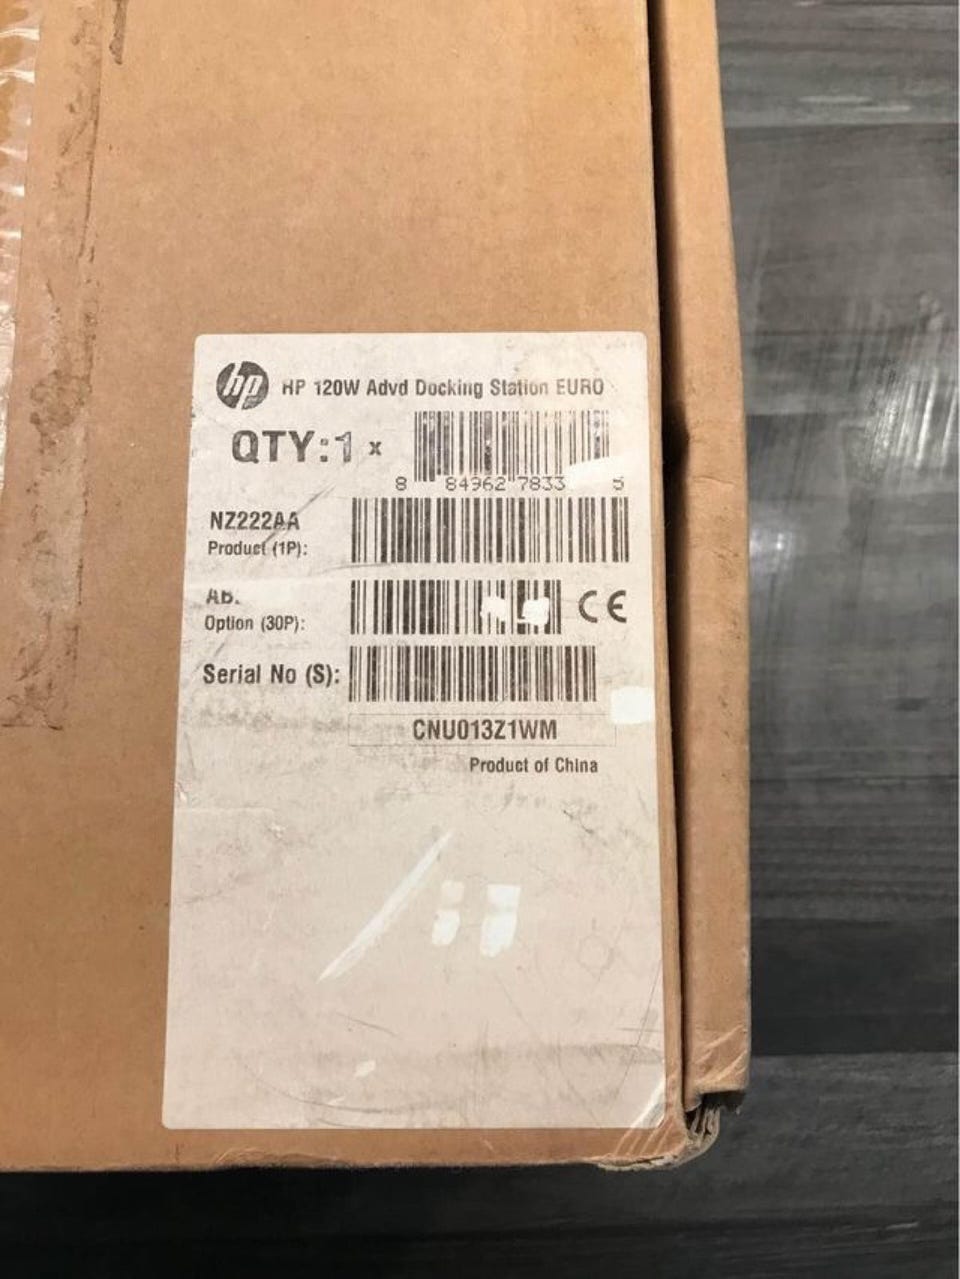 hp HP 120W Advd Docking Station EURO
QTY:1 x
8 84962 7833 5
NZ222AA
Product (1P):
Option (30P):
CE
Serial No (S):
CNU013Z1WM
Product of China